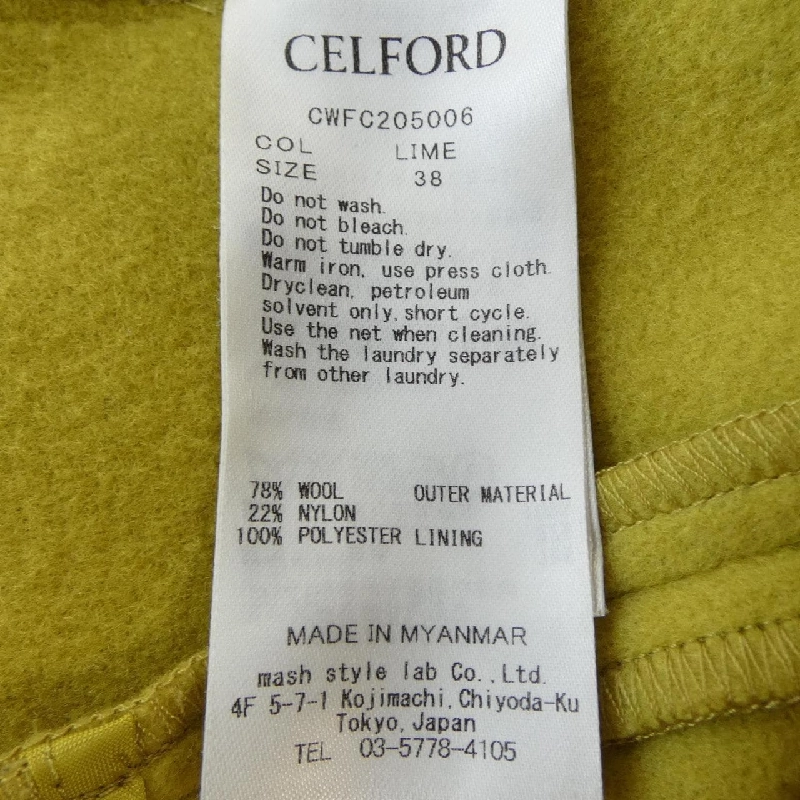 CELFORD
CWFC205006
COL LIME
SIZE 38
Do not wash.
Do not bleach.
Do not tumble dry.
Warm iron, use press cloth.
Dryclean, petroleum
solvent only, short cycle.
Use the net when cleaning.
Wash the laundry separately
from other laundry.
78% WOOL OUTER MATERIAL
22% NYLON
100% POLYESTER LINING
MADE IN MYANMAR
mash style lab Co.,Ltd.
4F 5-7-1 Kojimachi,Chiyoda-Ku
Tokyo,Japan
TEL 03-5778-4105